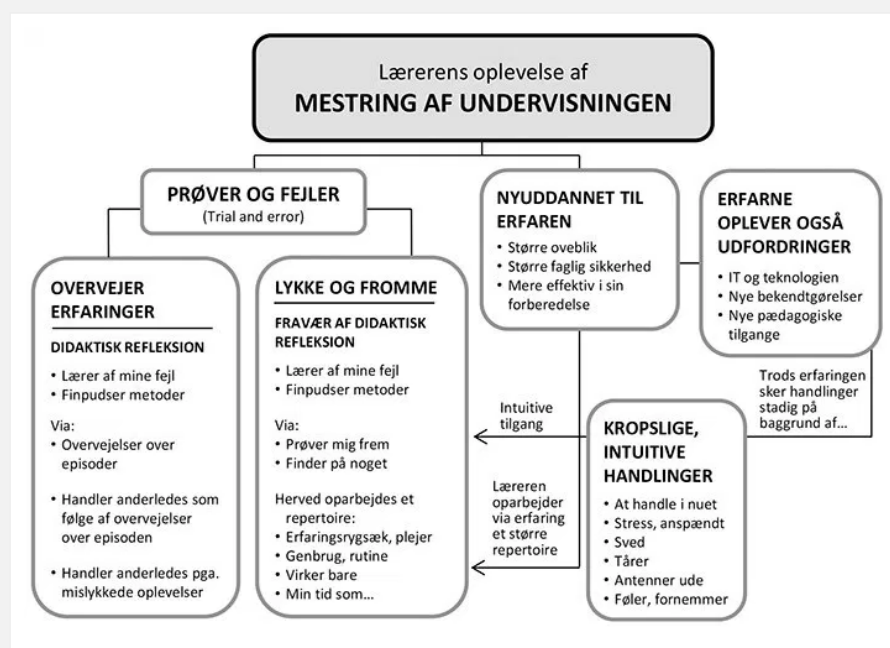 Lærerens oplevelse af
MESTRING AF UNDERVISNINGEN
PRØVER OG FEJLER
(Trial and error)
NYUDDANNET TIL
ERFAREN
• Større oveblik
• Større faglig sikkerhed
• Mere effektiv i sin
forberedelse
ERFARNE
OPLEVER OGSÅ
UDFORDRINGER
• IT og teknologien
• Nye bekendtgørelser
• Nye pædagogiske
tilgange
OVERVEJER
ERFARINGER
DIDAKTISK REFLEKSION
• Lærer af mine fejl
• Finpudser metoder
Via:
• Overvejelser over
episoder
• Handler anderledes som
følge af overvejelser
over episoden
• Handler anderledes pga.
mislykkede oplevelser
LYKKE OG FROMME
FRAVÆR AF DIDAKTISK
REFLEKSION
• Lærer af mine fejl
• Finpudser metoder
Via:
• Prøver mig frem
• Finder på noget
Herved oparbejdes et
repertoire:
• Erfaringsrygsæk, plejer
• Genbrug, rutine
• Virker bare
• Min tid som...
Intuitive
tilgang
Læreren
oparbejder
via erfaring
et større
repertoire
Trods erfaringen
sker handlinger
stadig på
baggrund af...
KROPSLIGE,
INTUITIVE
HANDLINGER
• At handle i nuet
• Stress, anspændt
• Sved
• Tårer
• Antenner ude
• Føler, fornemmer